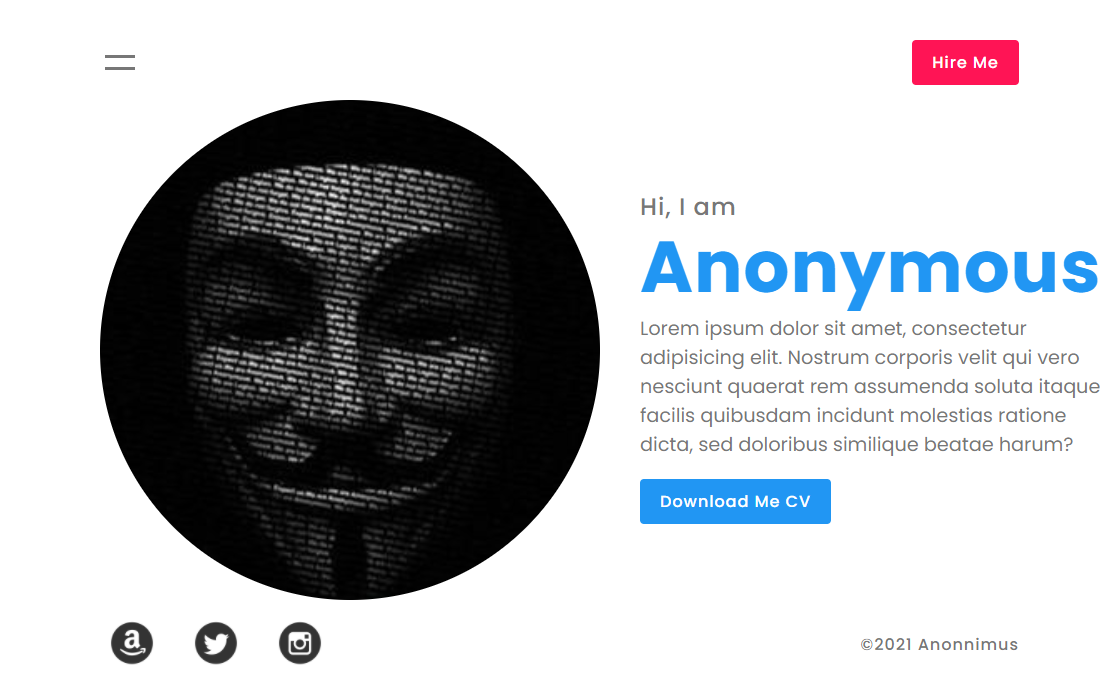 Hire Me
Hi, I am
Anonymous
Lorem ipsum dolor sit amet, consectetur
adipisicing elit. Nostrum corporis velit qui vero
nesciunt quaerat rem assumenda soluta itaque
facilis quibusdam incidunt molestias ratione
dicta, sed doloribus similique beatae harum?
Download Me CV
a
©2021 Anonnimus